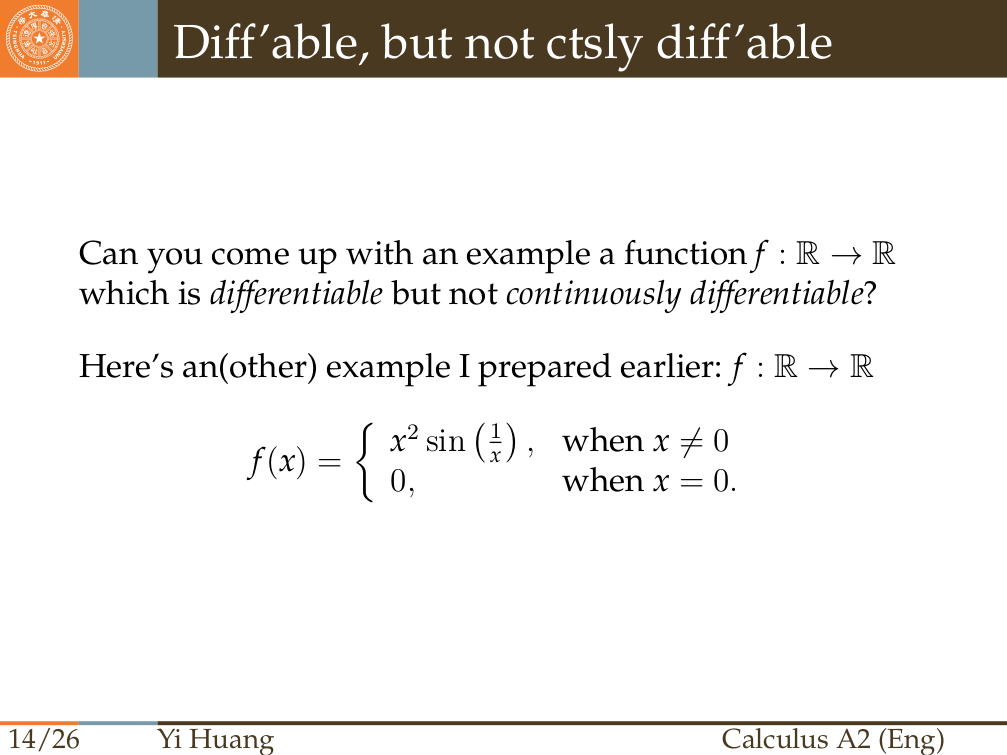 Diff’able, but not ctsly diff’able
Can you come up with an example a function f : ℝ → ℝ
which is differentiable but not continuously differentiable?
Here’s an(other) example I prepared earlier: f : ℝ → ℝ
f(x) = { x² sin (1/x) , when x ≠ 0
0, when x = 0.
14/26 Yi Huang Calculus A2 (Eng)